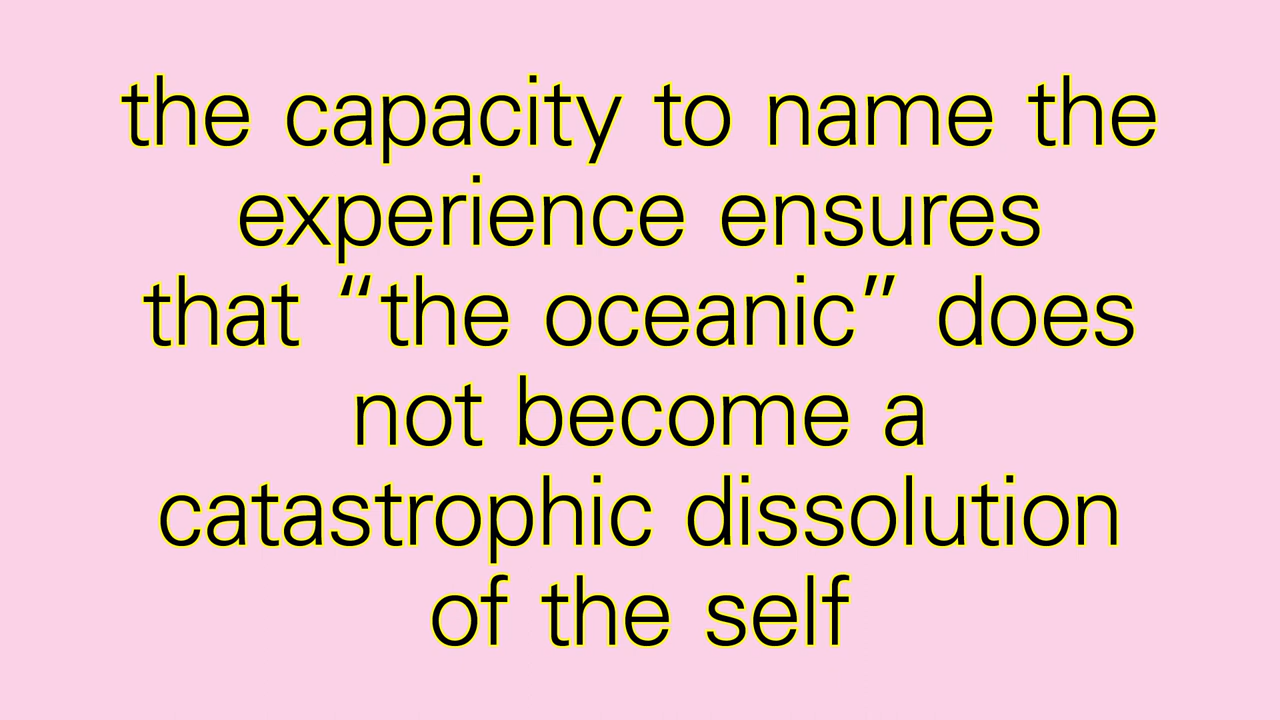 the capacity to name the
experience ensures
that “the oceanic” does
not become a
catastrophic dissolution
of the self